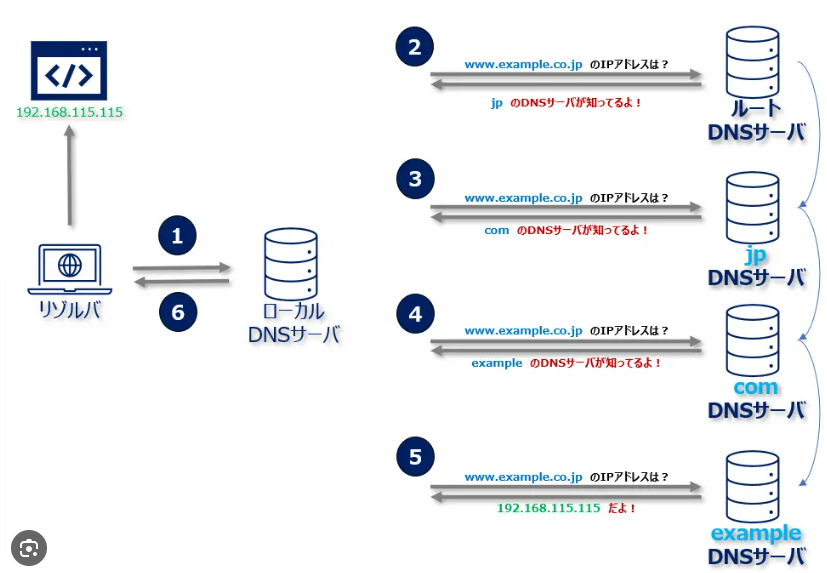 </>
192.168.115.115
リゾルバ
1
6
ローカル
DNSサーバ
2
www.example.co.jp のIPアドレスは？
jp のDNSサーバが知ってるよ！
ルート
DNSサーバ
3
www.example.co.jp のIPアドレスは？
com のDNSサーバが知ってるよ！
jp
DNSサーバ
4
www.example.co.jp のIPアドレスは？
example のDNSサーバが知ってるよ！
com
DNSサーバ
5
www.example.co.jp のIPアドレスは？
192.168.115.115 だよ！
example
DNSサーバ